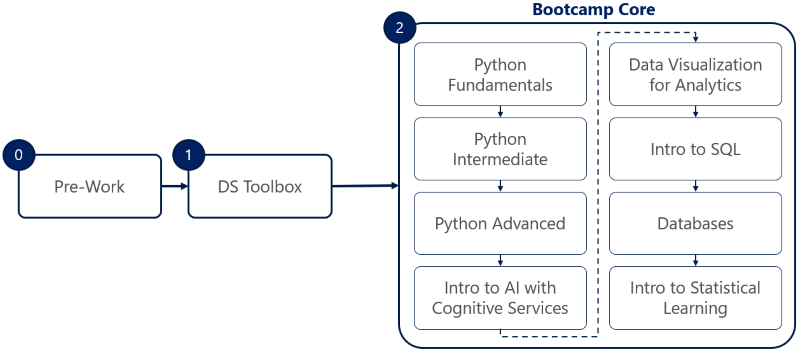 Bootcamp Core
0
Pre-Work
1
DS Toolbox
2
Python
Fundamentals
Python
Intermediate
Python Advanced
Intro to AI with
Cognitive Services
Data Visualization
for Analytics
Intro to SQL
Databases
Intro to Statistical
Learning